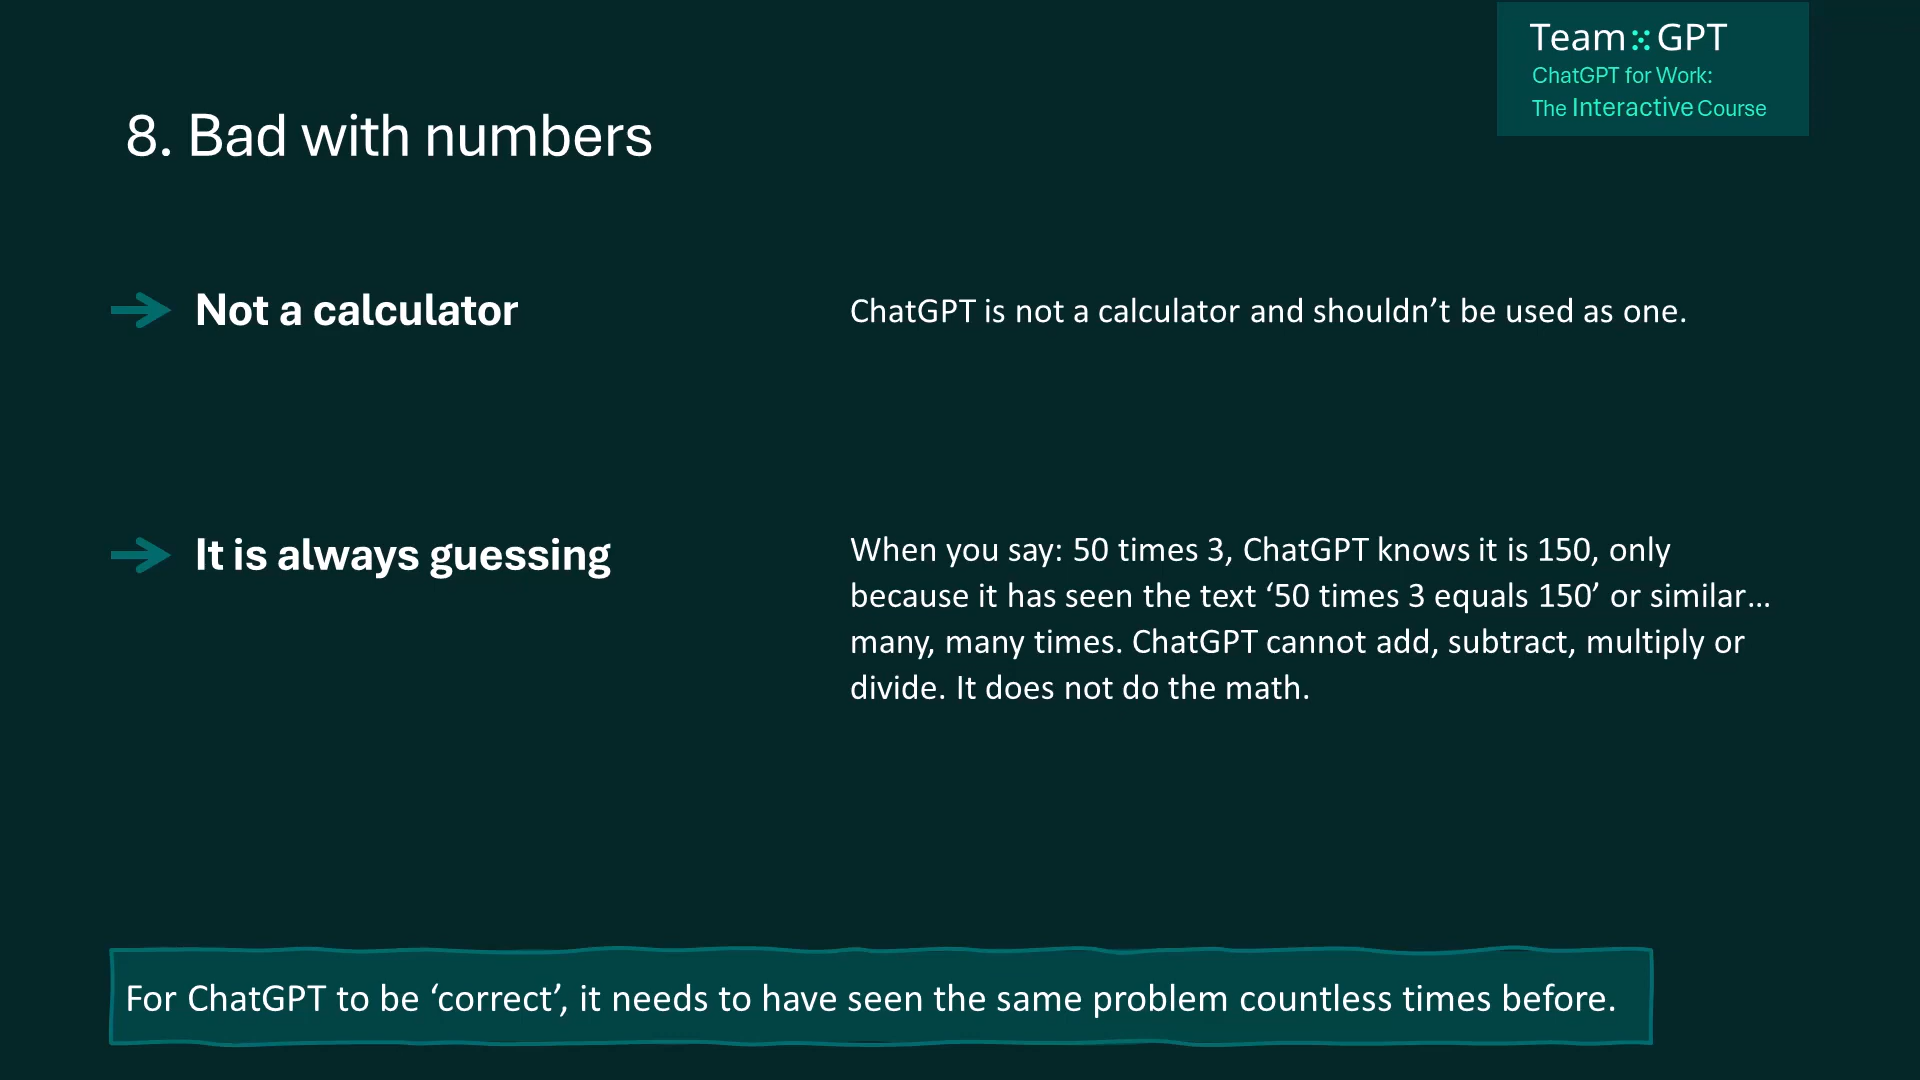 Team GPT
ChatGPT for Work:
The Interactive Course
8. Bad with numbers
Not a calculator
ChatGPT is not a calculator and shouldn’t be used as one.
It is always guessing
When you say: 50 times 3, ChatGPT knows it is 150, only
because it has seen the text ‘50 times 3 equals 150’ or similar…
many, many times. ChatGPT cannot add, subtract, multiply or
divide. It does not do the math.
For ChatGPT to be ‘correct’, it needs to have seen the same problem countless times before.